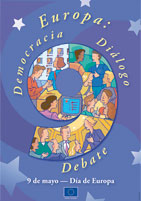 Europa:
Democracia
Diálogo
Debate
9 de mayo — Día de Europa